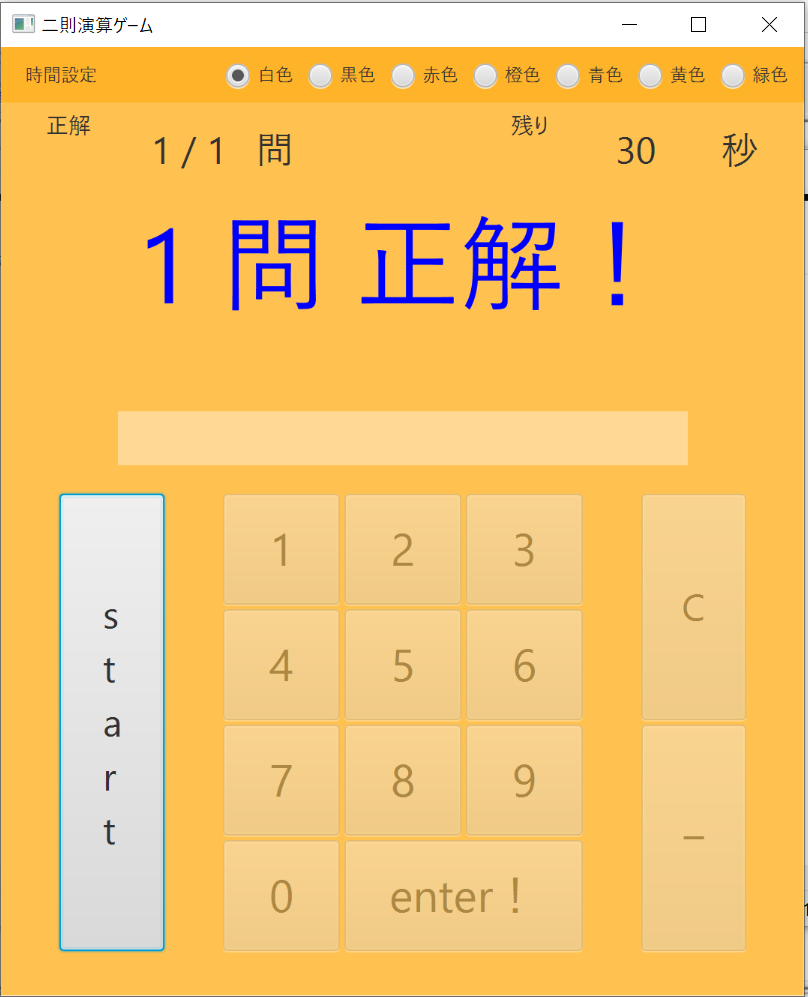 二則演算ゲーム
時間設定 白色 黒色 赤色 橙色 青色 黄色 緑色
正解 1 / 1 問 残り 30 秒
1 問 正解！
start
1 2 3 C
4 5 6
7 8 9 −
0 enter！